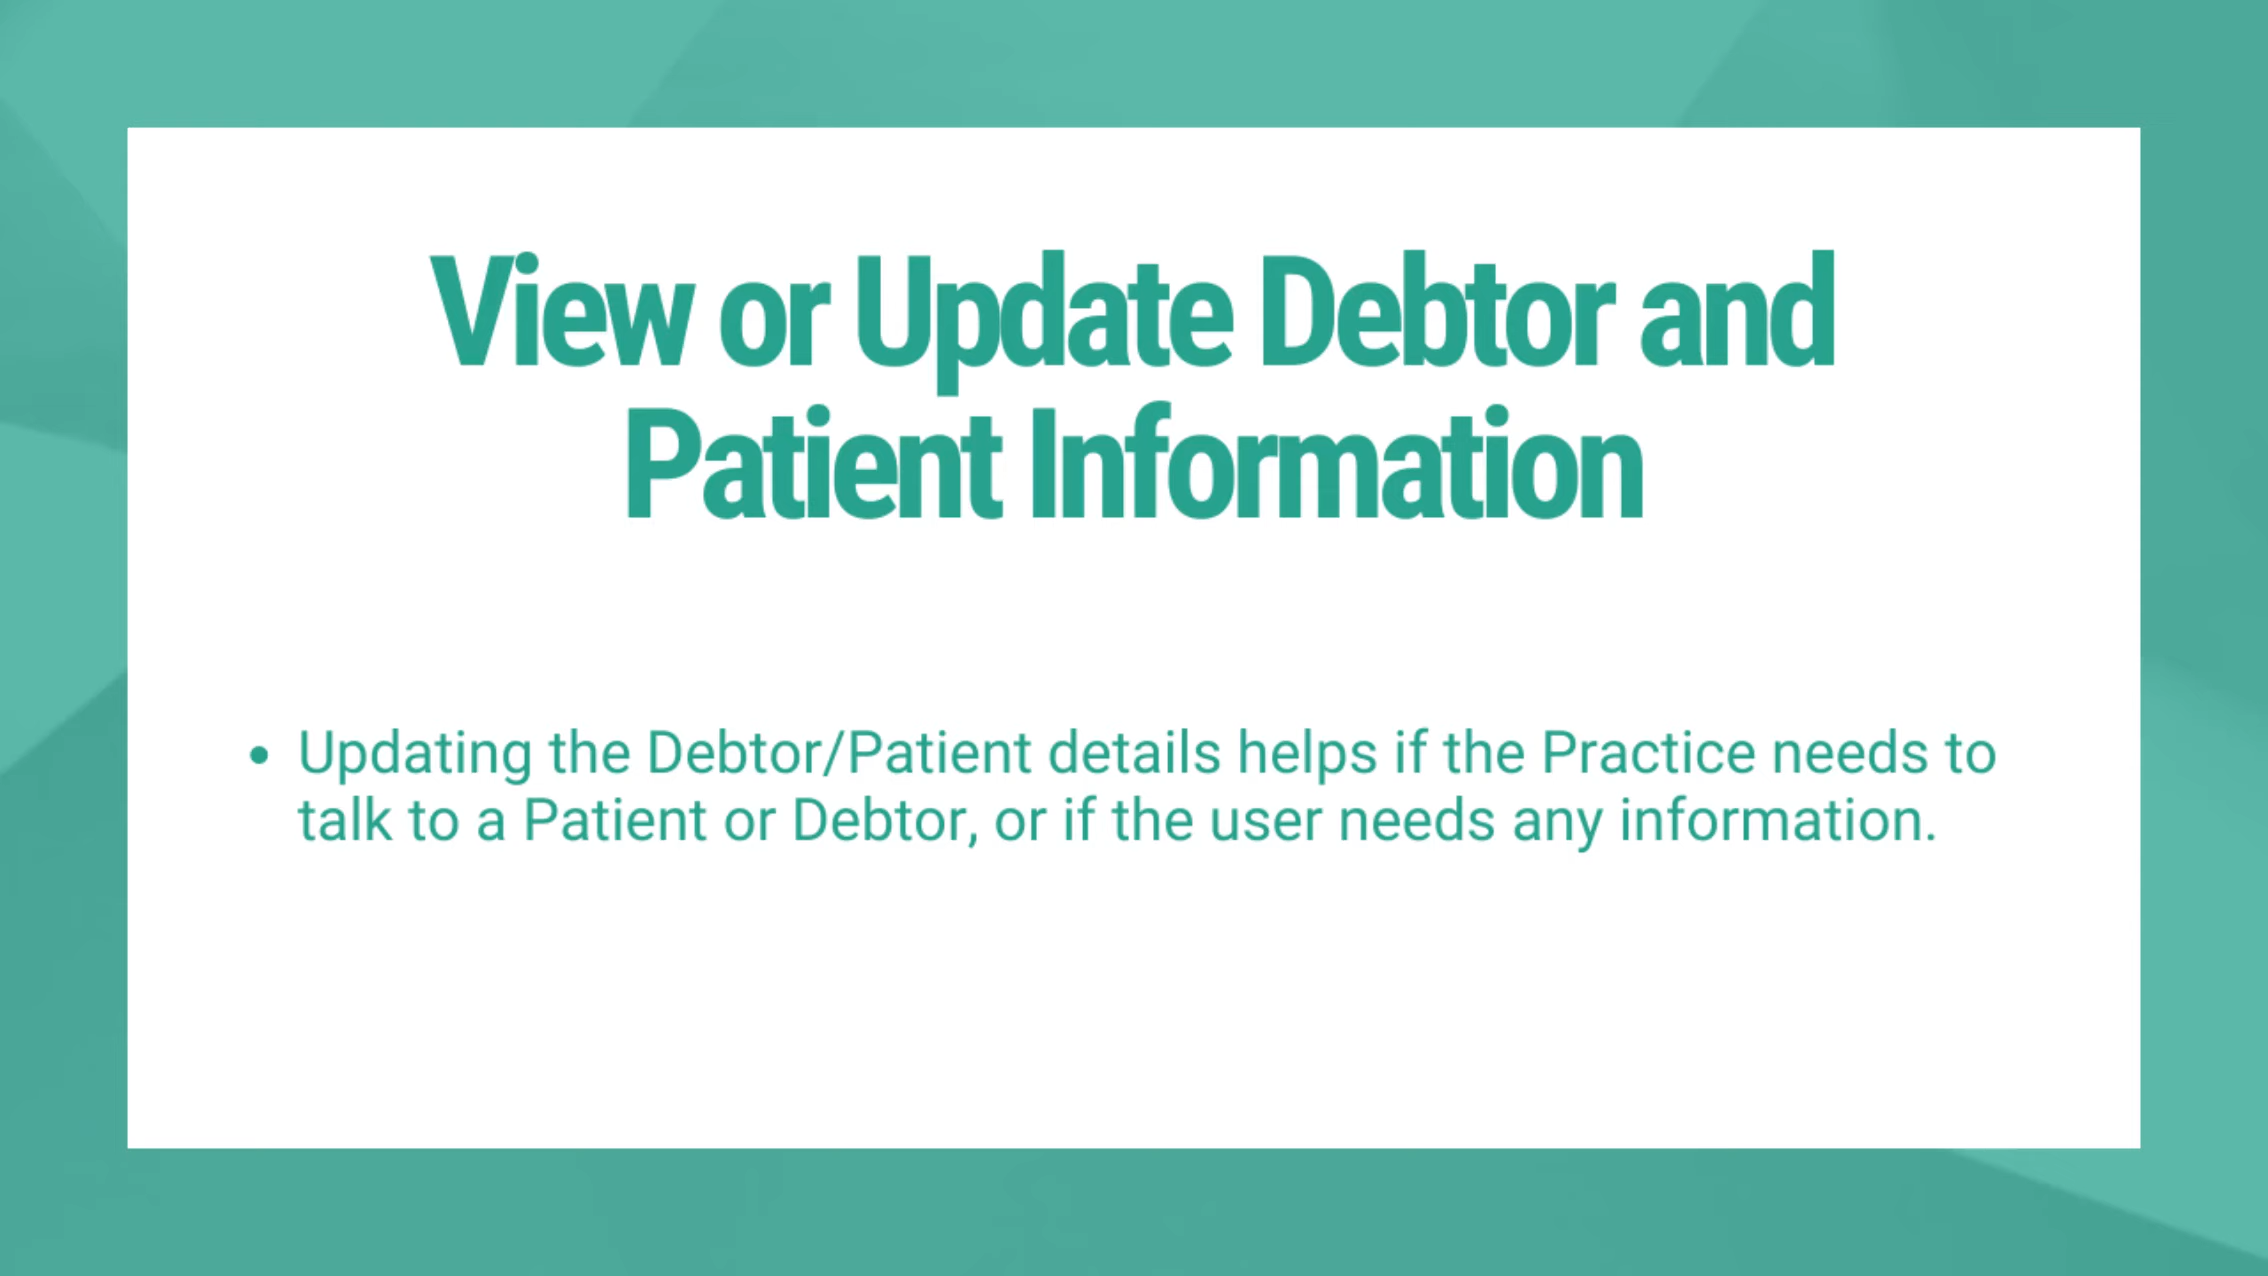 View or Update Debtor and
Patient Information
• Updating the Debtor/Patient details helps if the Practice needs to
talk to a Patient or Debtor, or if the user needs any information.